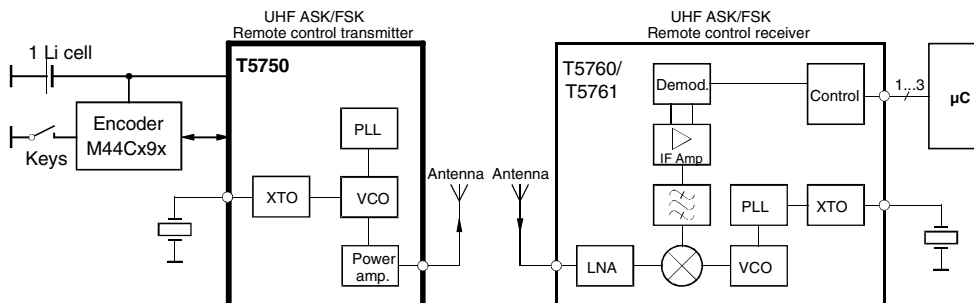 UHF ASK/FSK
Remote control transmitter
UHF ASK/FSK
Remote control receiver
1 Li cell
T5750
T5760/
T5761
Demod.
Control
1...3
µC
Encoder
M44Cx9x
Keys
PLL
IF Amp
Antenna
Antenna
XTO
VCO
PLL
XTO
Power
amp.
LNA
VCO